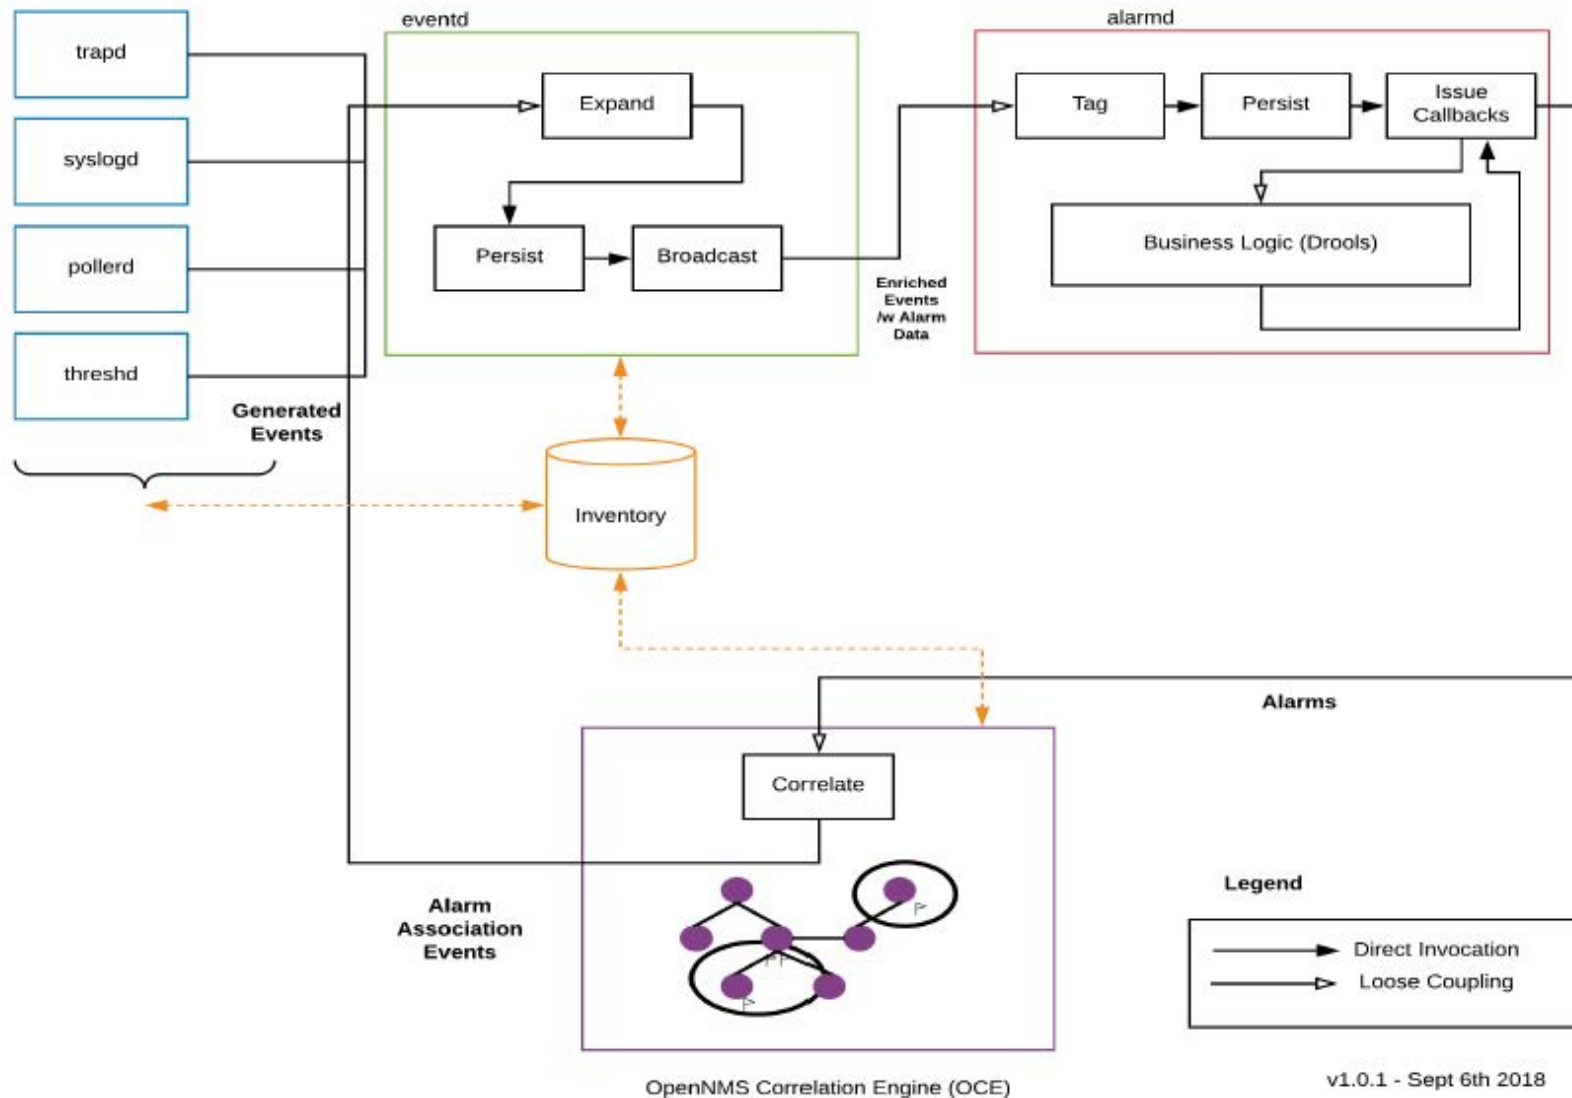 eventd
alarmd
trapd
syslogd
pollerd
threshd
Expand
Persist
Broadcast
Tag
Persist
Issue
Callbacks
Business Logic (Drools)
Enriched
Events
/w Alarm
Data
Generated
Events
Inventory
Alarms
Correlate
Alarm
Association
Events
Legend
Direct Invocation
Loose Coupling
OpenNMS Correlation Engine (OCE)
v1.0.1 - Sept 6th 2018